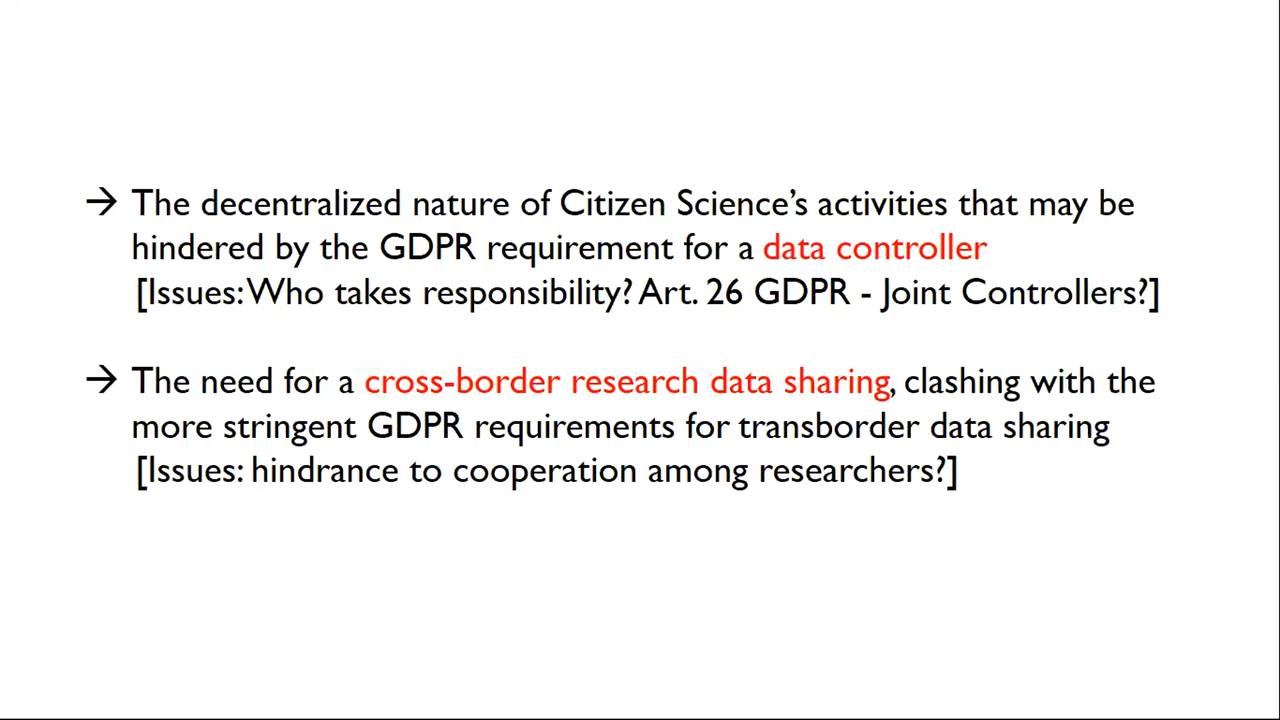 → The decentralized nature of Citizen Science’s activities that may be
hindered by the GDPR requirement for a data controller
[Issues: Who takes responsibility? Art. 26 GDPR - Joint Controllers?]
→ The need for a cross-border research data sharing, clashing with the
more stringent GDPR requirements for transborder data sharing
[Issues: hindrance to cooperation among researchers?]